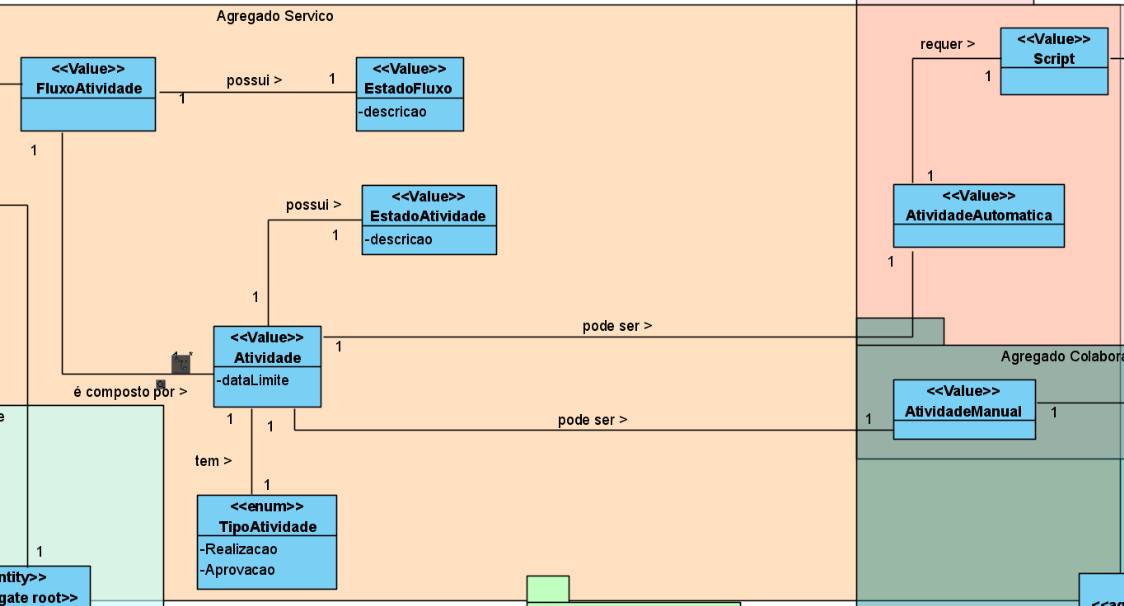 Agregado Servico
<<Value>>
FluxoAtividade
1
possui >
1
<<Value>>
EstadoFluxo
-descricao
1
requer >
1
<<Value>>
Script
<<Value>>
EstadoAtividade
-descricao
possui >
1
1
1
<<Value>>
AtividadeAutomatica
1
<<Value>>
Atividade
-dataLimite
é composto por >
1
pode ser >
Agregado Colabora
<<Value>>
AtividadeManual
1
1
1
1
pode ser >
tem >
1
<<enum>>
TipoAtividade
-Realizacao
-Aprovacao
e
1
ntity>>
gate root>>